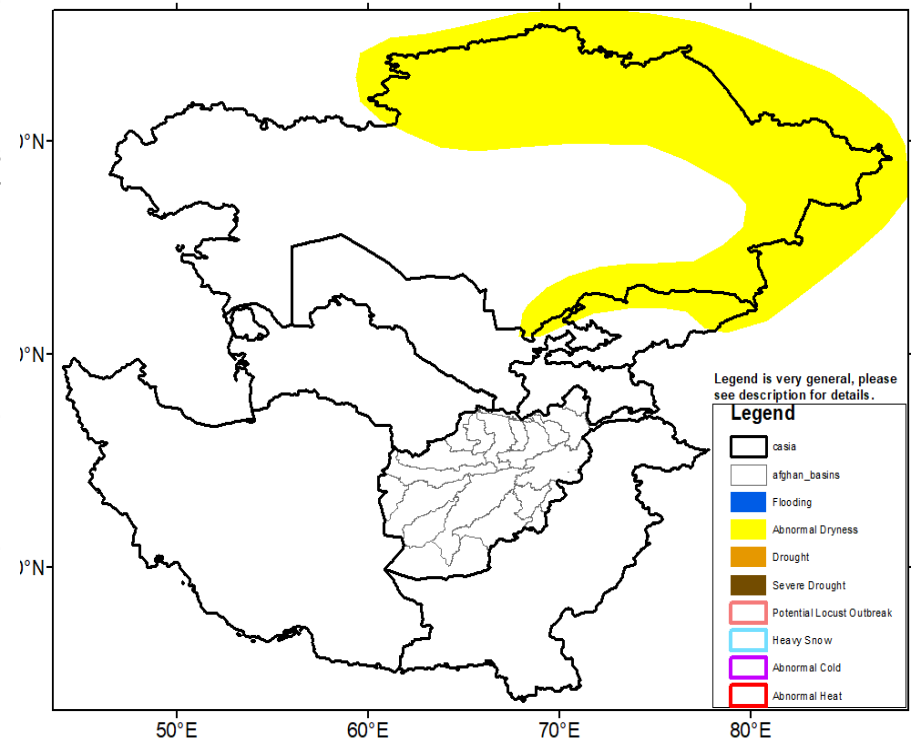 )°N
)°N
)°N
Legend is very general, please
see description for details.
Legend
casia
afghan_basins
Flooding
Abnormal Dryness
Drought
Severe Drought
Potential Locust Outbreak
Heavy Snow
Abnormal Cold
Abnormal Heat
50°E 60°E 70°E 80°E